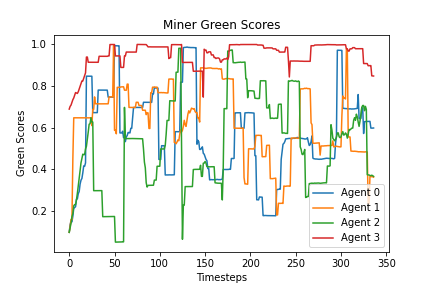 Miner Green Scores
Green Scores
1.0
0.8
0.6
0.4
0.2
0
50
100
150
200
250
300
350
Timesteps
Agent 0
Agent 1
Agent 2
Agent 3